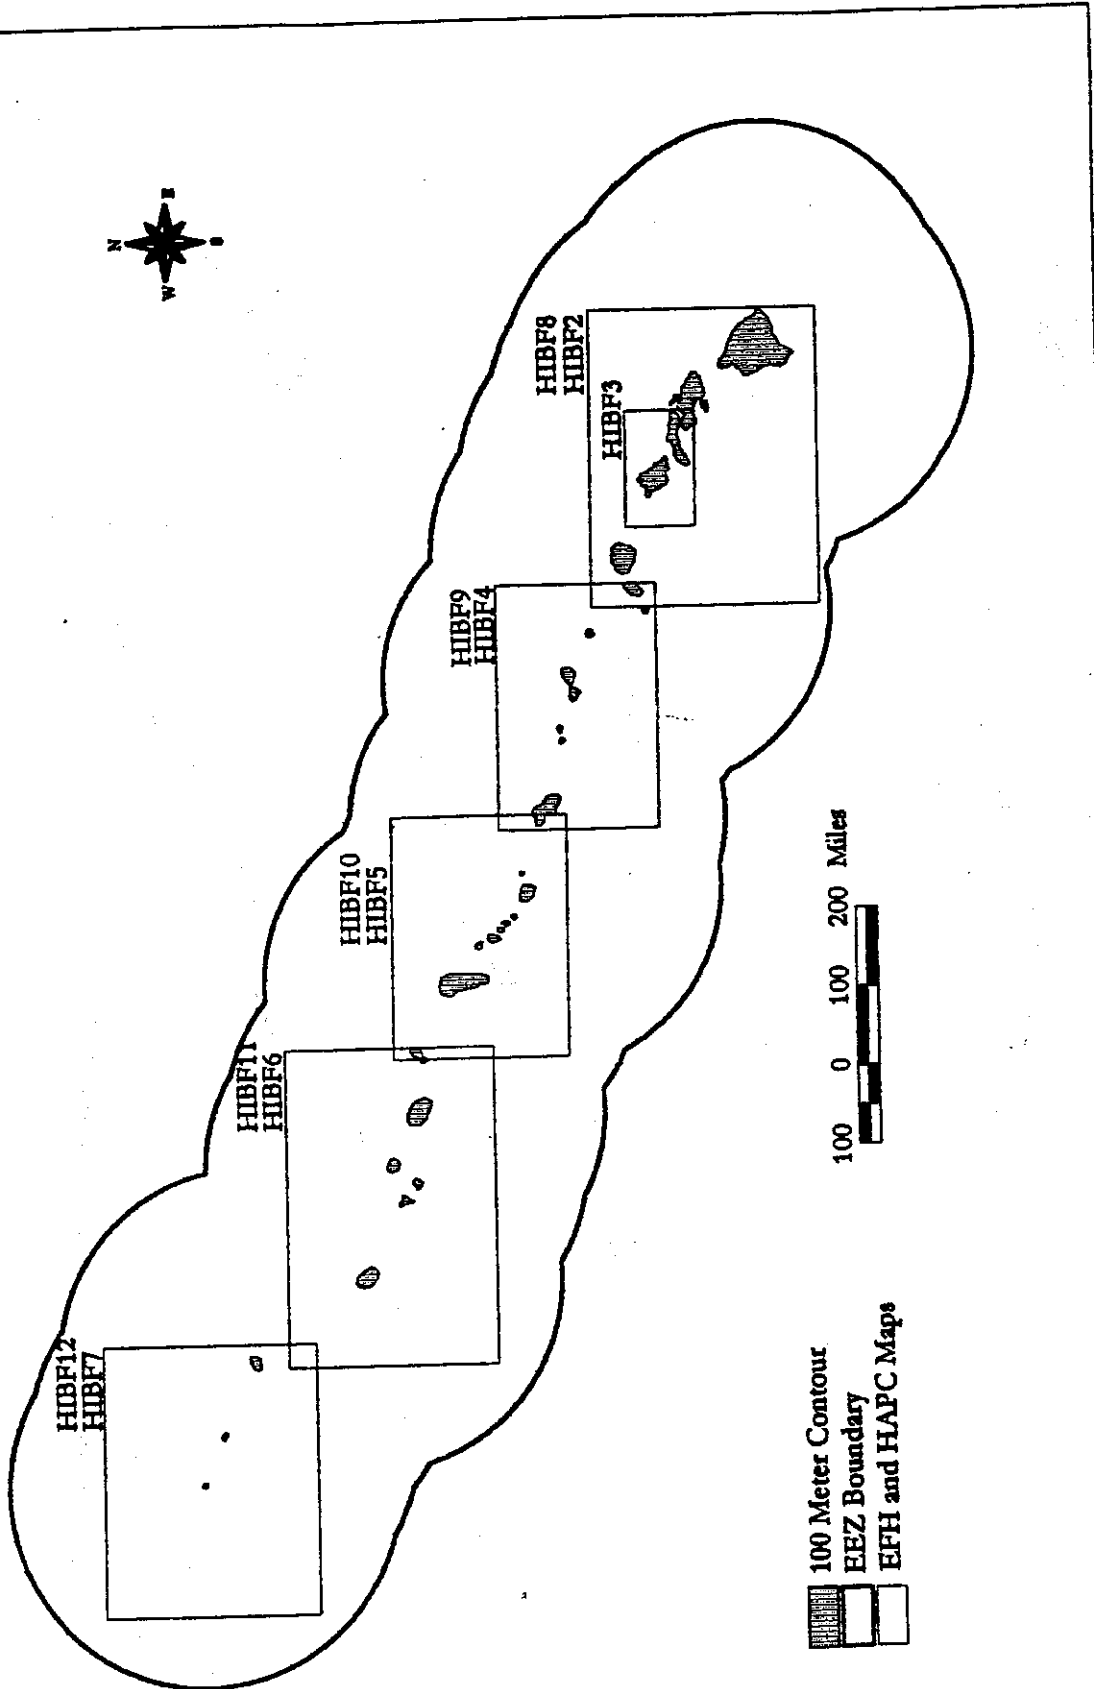 N
W
E
S
HIBF8
HIBF2
HIBF3
HIBF9
HIBF4
HIBF10
HIBF5
HIBF11
HIBF6
HIBF12
HIBF7
100 0 100 200 Miles
100 Meter Contour
EEZ Boundary
EFH and HAPC Maps